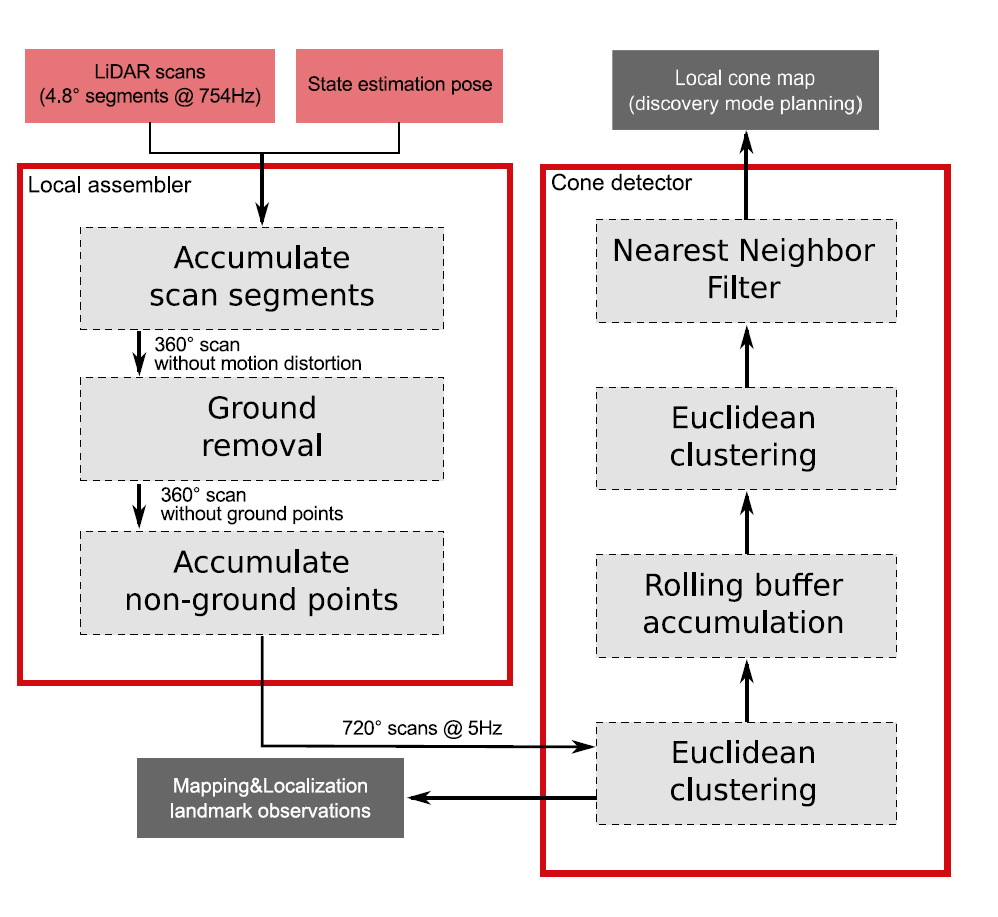 LiDAR scans
(4.8° segments @ 754Hz)
State estimation pose
Local assembler
Accumulate
scan segments
360° scan
without motion distortion
Ground
removal
360° scan
without ground points
Accumulate
non-ground points
720° scans @ 5Hz
Mapping&Localization
landmark observations
Local cone map
(discovery mode planning)
Cone detector
Nearest Neighbor
Filter
Euclidean
clustering
Rolling buffer
accumulation
Euclidean
clustering